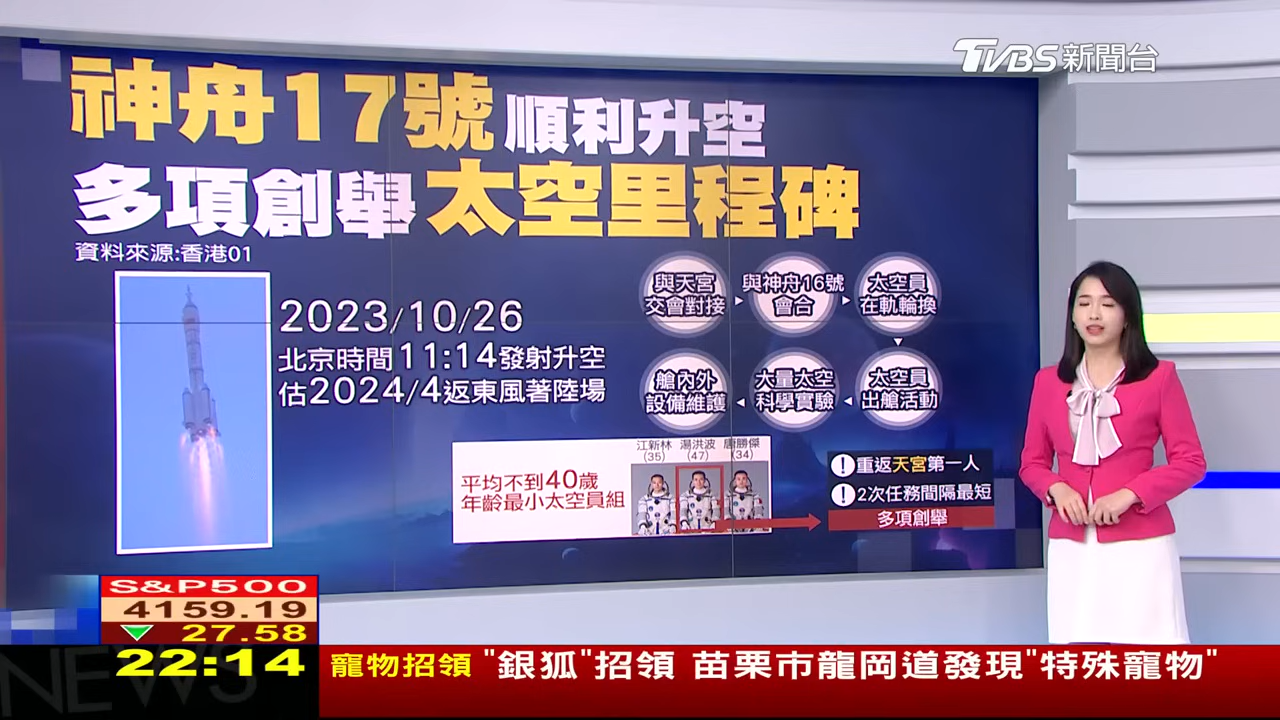 TVBS新聞台
神舟17號順利升空
多項創舉太空里程碑
資料來源:香港01
2023/10/26
北京時間11:14發射升空
估2024/4返東風著陸場
與天宮
交會對接
與神舟16號
會合
太空員
在軌輪換
艙內外
設備維護
大量太空
科學實驗
太空員
出艙活動
平均不到40歲
年齡最小太空員組
江新林
(35)
湯洪波
(47)
唐勝傑
(34)
重返天宮第一人
2次任務間隔最短
多項創舉
S&P500
4159.19
27.58
NEWS
22:14
寵物招領
"銀狐"招領 苗栗市龍岡道發現"特殊寵物"